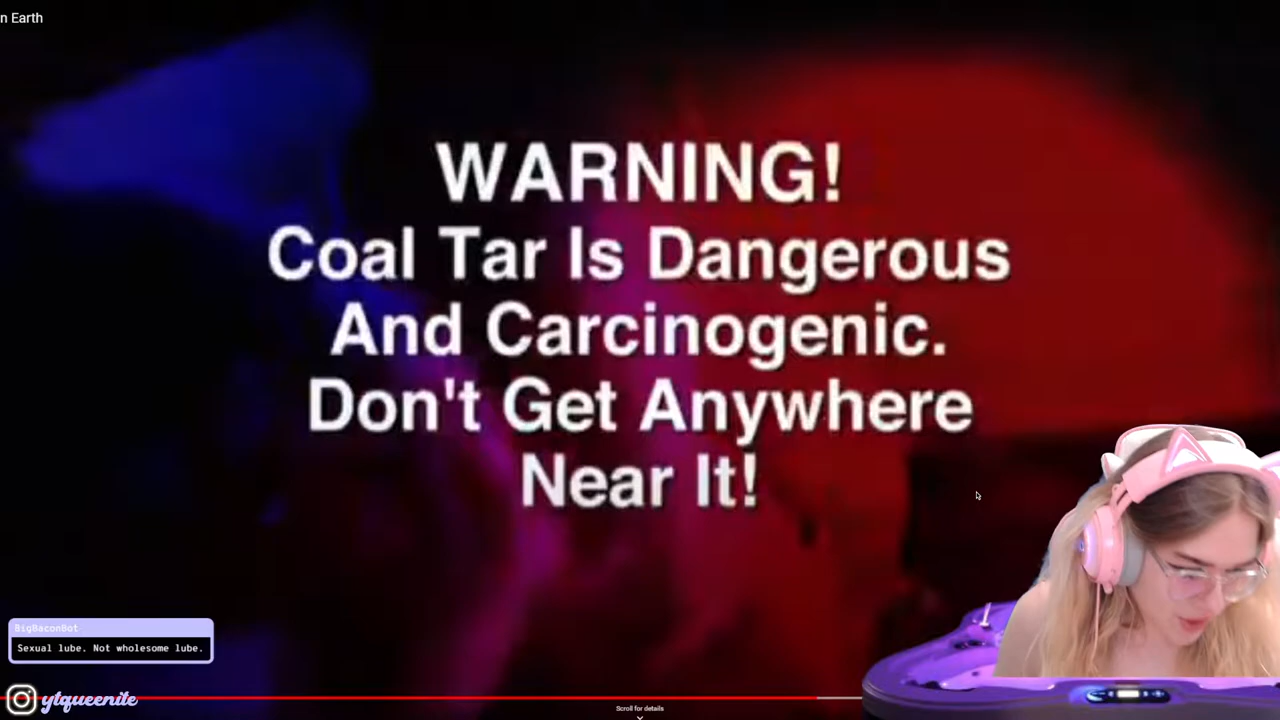 n Earth
WARNING!
Coal Tar Is Dangerous
And Carcinogenic.
Don't Get Anywhere
Near It!
BigBaconBot
Sexual lube. Not wholesome lube.
ytqueenite
Scroll for details